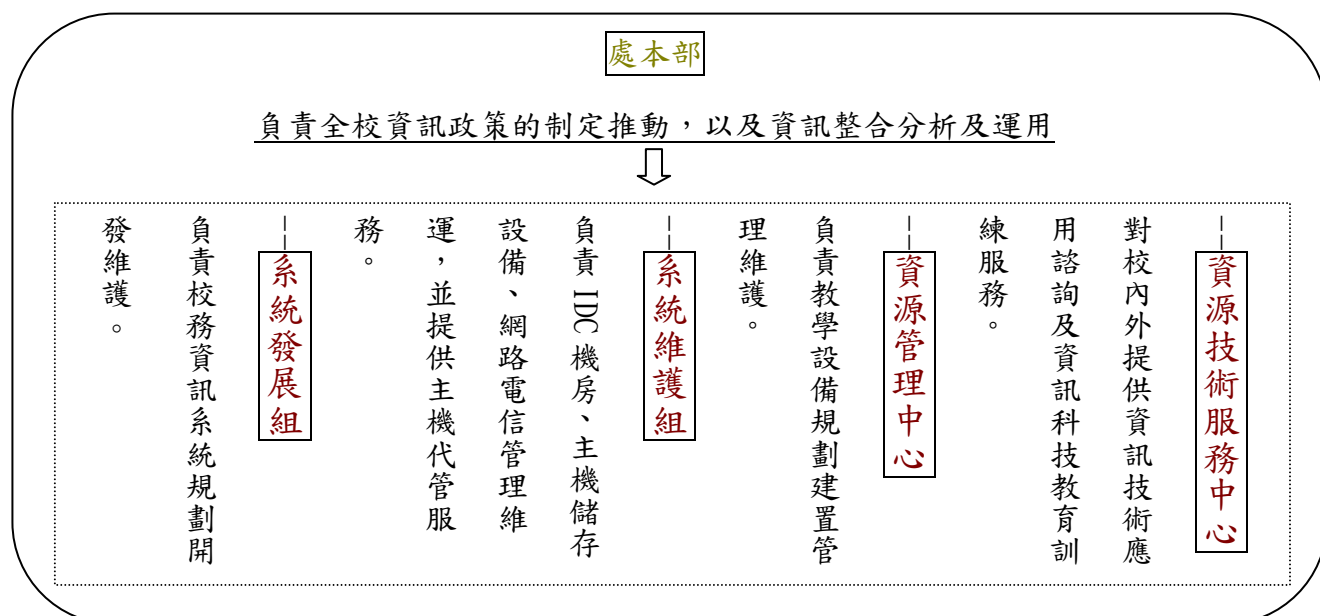 處本部
負責全校資訊政策的制定推動，以及資訊整合分析及運用
--資源技術服務中心
對校內外提供資訊技術應
用諮詢及資訊科技教育訓
練服務。
--資源管理中心
負責教學設備規劃建置管
理維護。
--系統維護組
負責 IDC 機房、主機儲存
設備、網路電信管理維
運，並提供主機代管服
務。
--系統發展組
負責校務資訊系統規劃開
發維護。